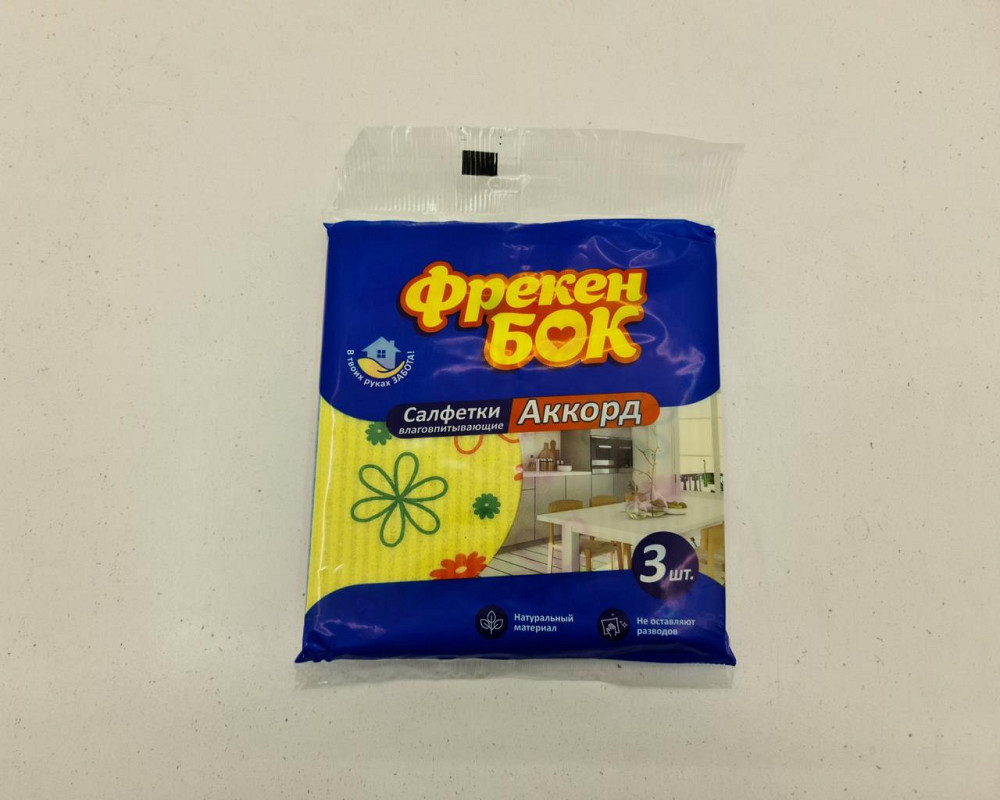 Фрекен
БОК
В твоих руках ЗАБОТА!
Салфетки
влаговпитывающие
Аккорд
3 шт.
Натуральный
материал
Не оставляют
разводов